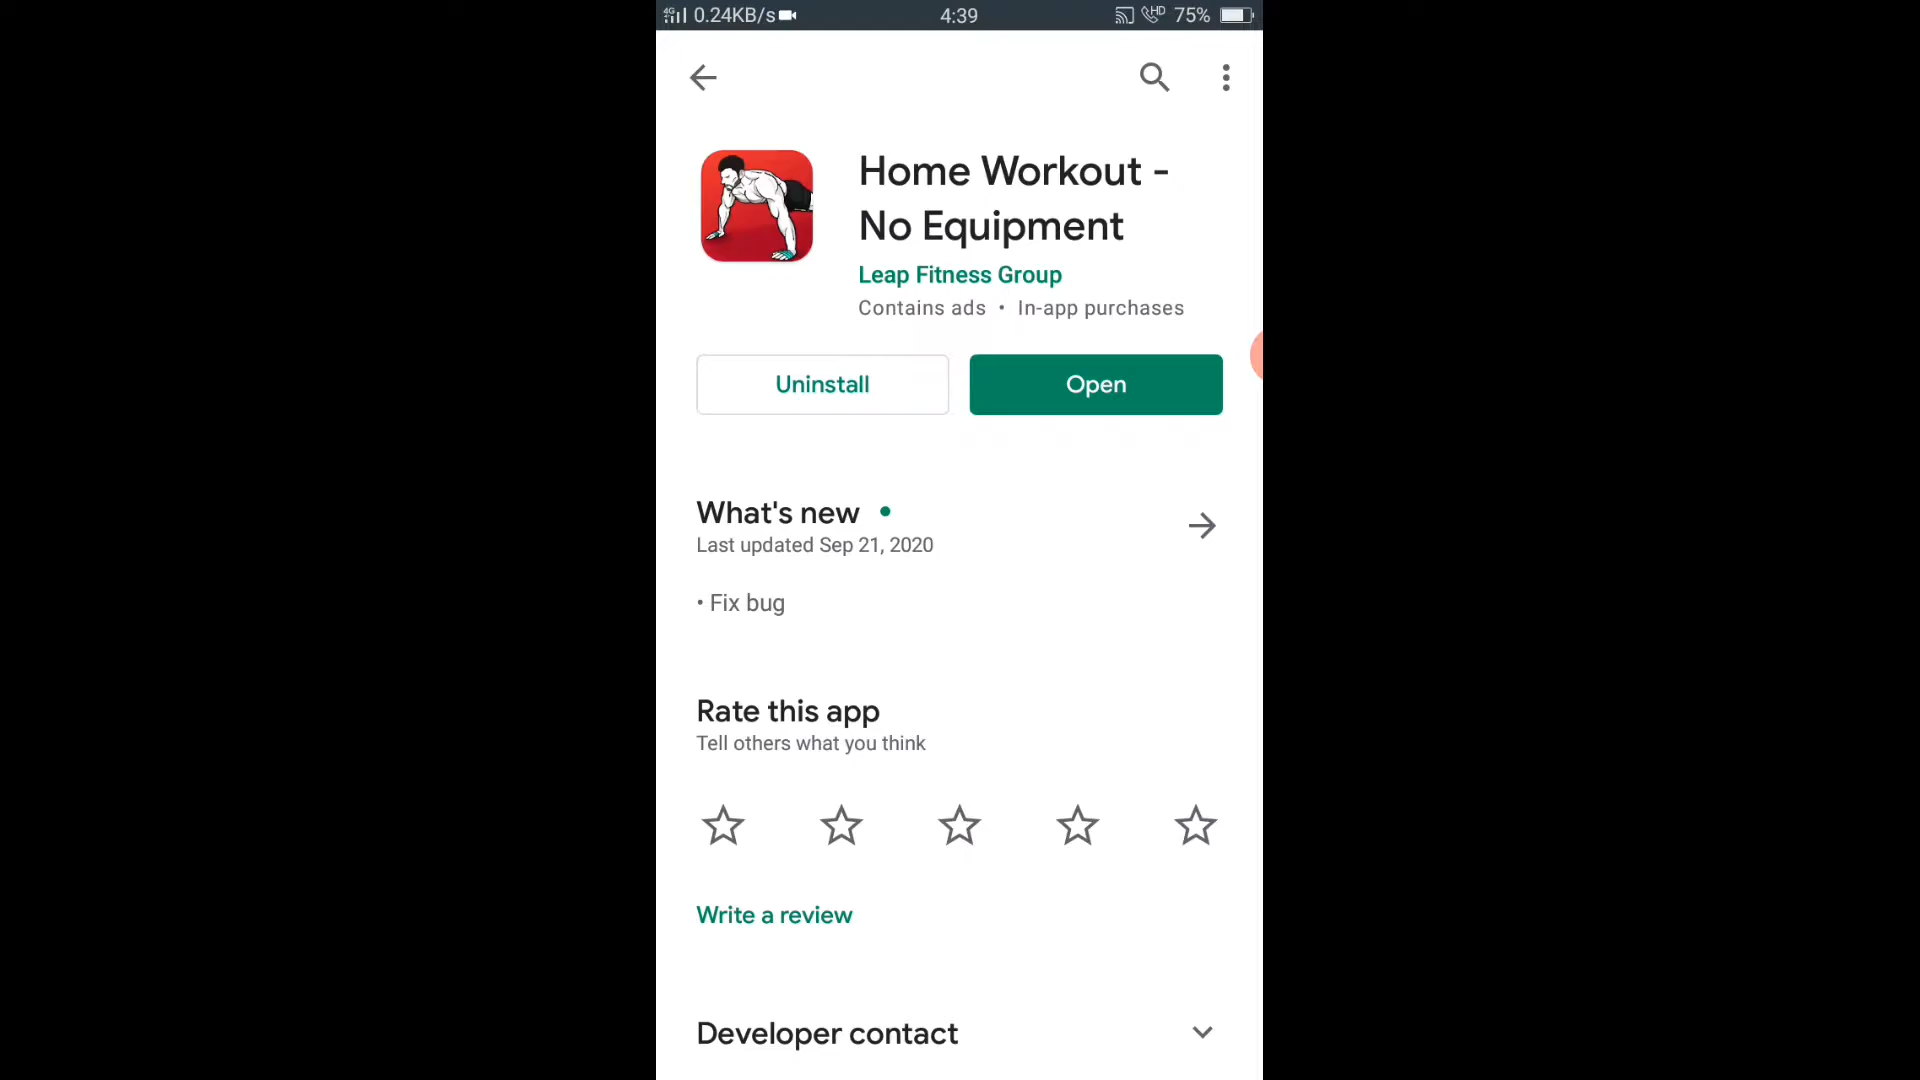 4G 0.24KB/s 4:39 HD 75%
Home Workout -
No Equipment
Leap Fitness Group
Contains ads • In-app purchases
Uninstall Open
What's new •
Last updated Sep 21, 2020
• Fix bug
Rate this app
Tell others what you think
Write a review
Developer contact